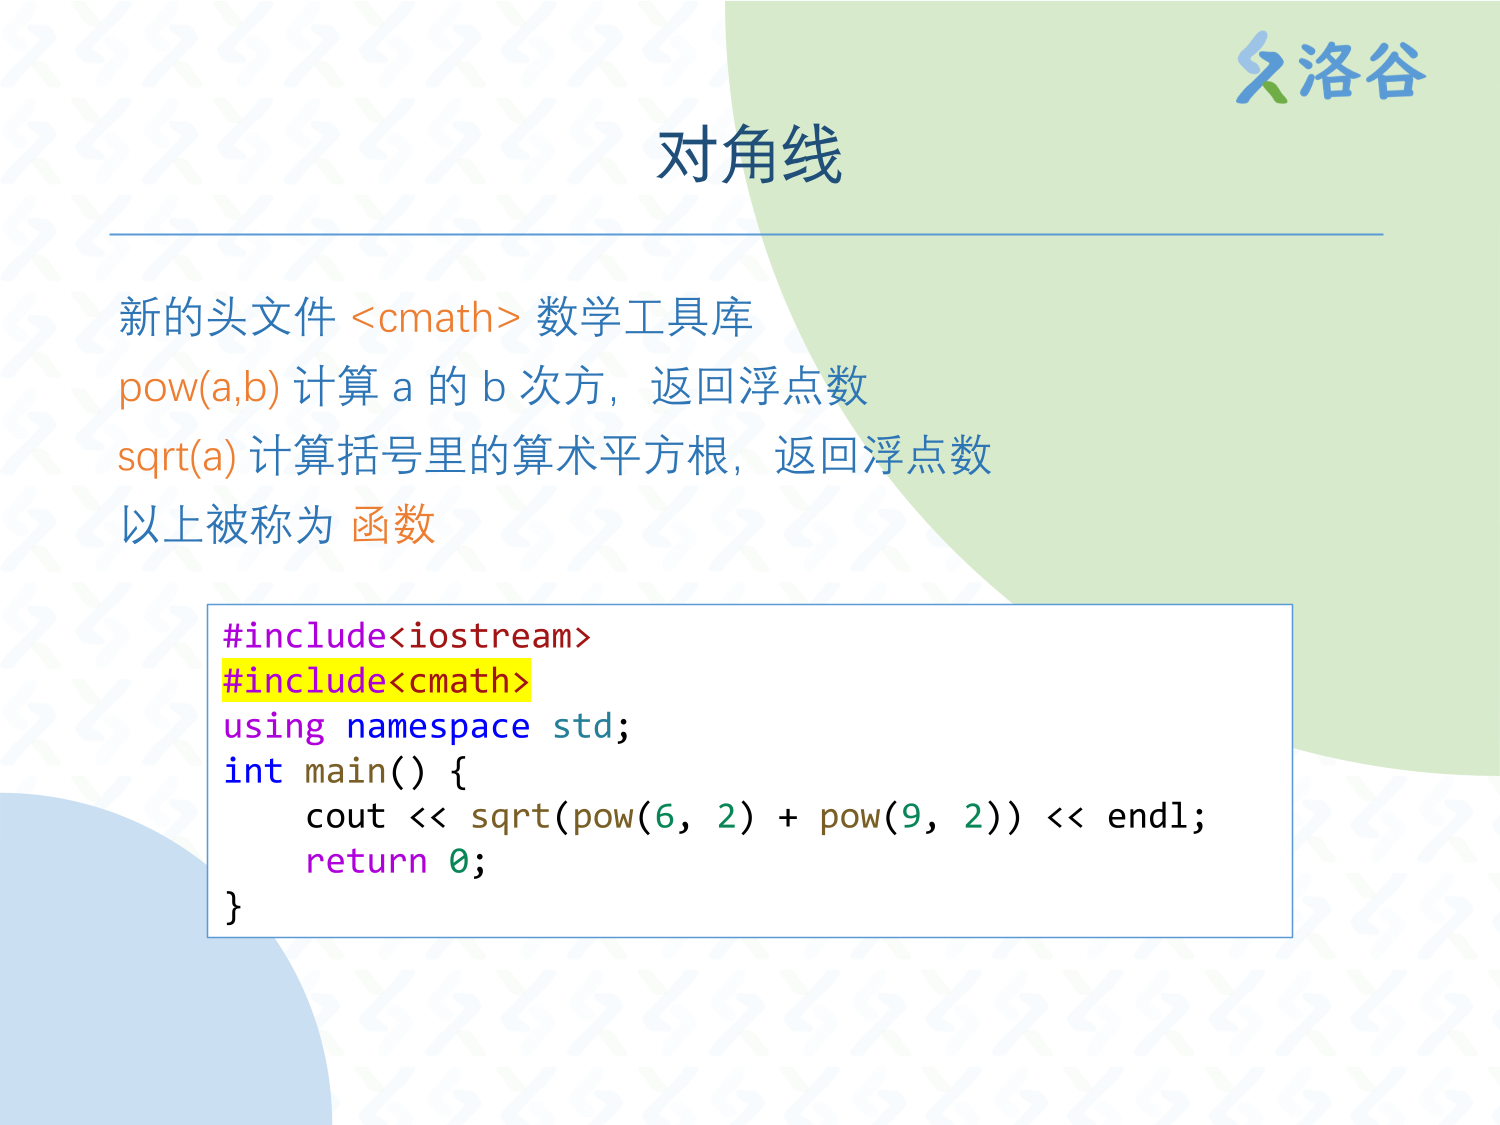 洛谷
对角线
新的头文件 <cmath> 数学工具库
pow(a,b) 计算 a 的 b 次方，返回浮点数
sqrt(a) 计算括号里的算术平方根，返回浮点数
以上被称为 函数
#include<iostream>
#include<cmath>
using namespace std;
int main() {
    cout << sqrt(pow(6, 2) + pow(9, 2)) << endl;
    return 0;
}